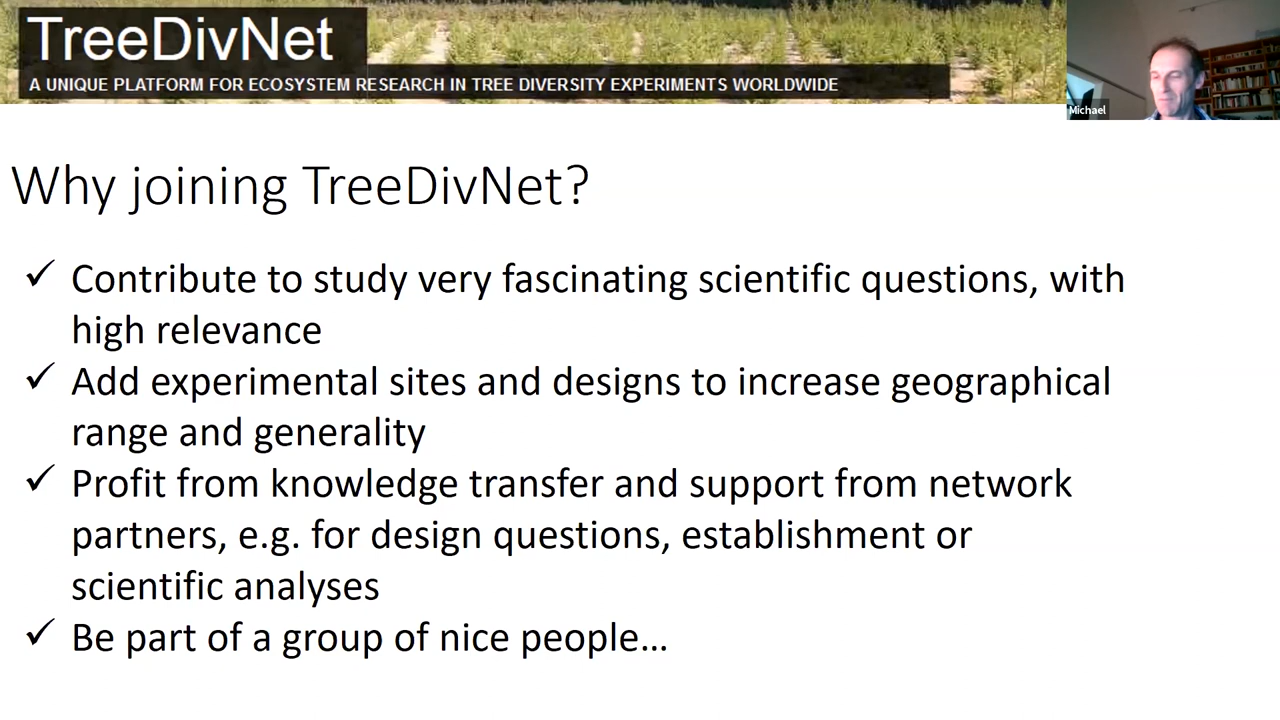 TreeDivNet
A UNIQUE PLATFORM FOR ECOSYSTEM RESEARCH IN TREE DIVERSITY EXPERIMENTS WORLDWIDE
Michael
Why joining TreeDivNet?
✓ Contribute to study very fascinating scientific questions, with
high relevance
✓ Add experimental sites and designs to increase geographical
range and generality
✓ Profit from knowledge transfer and support from network
partners, e.g. for design questions, establishment or
scientific analyses
✓ Be part of a group of nice people…